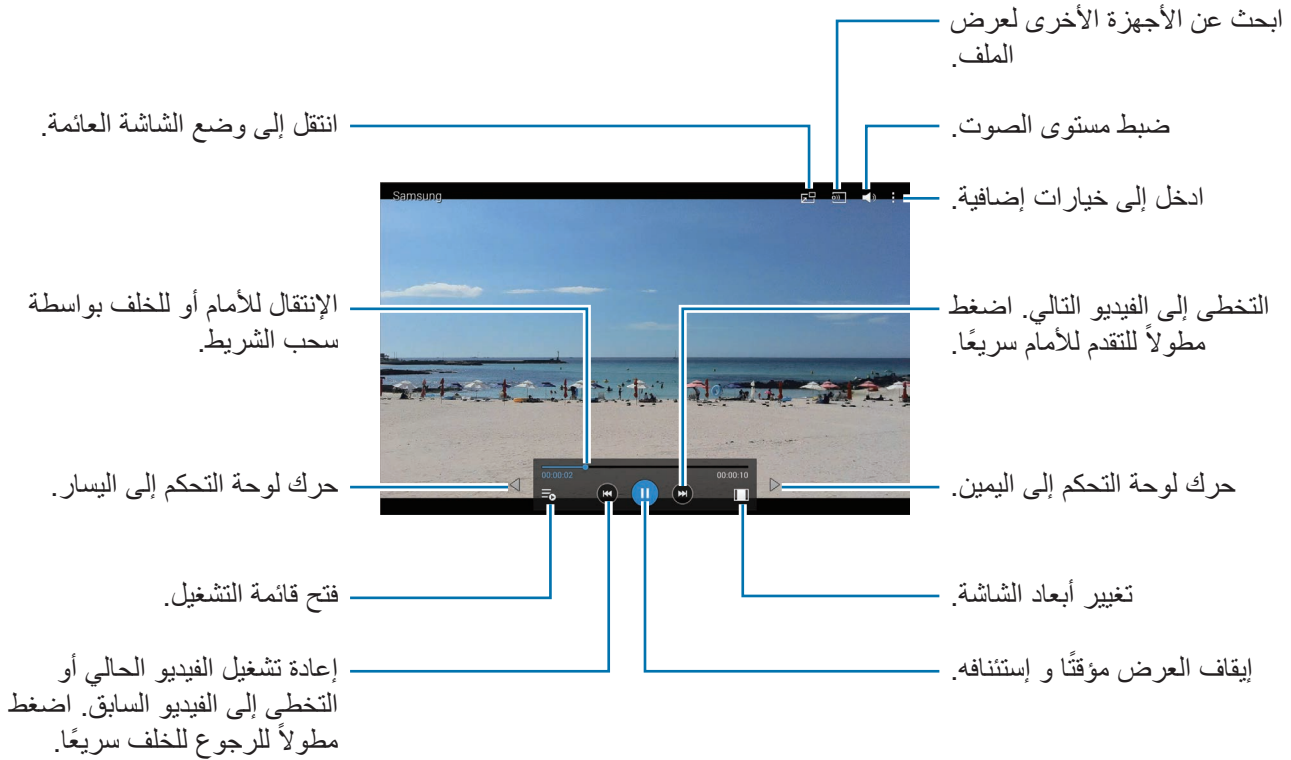 ابحث عن الأجهزة الأخرى لعرض
الملف.
انتقل إلى وضع الشاشة العائمة.
ضبط مستوى الصوت.
Samsung
ادخل إلى خيارات إضافية.
الإنتقال للأمام أو للخلف بواسطة
سحب الشريط.
التخطى إلى الفيديو التالي. اضغط
مطولاً للتقدم للأمام سريعًا.
00:00:02
00:00:10
حرك لوحة التحكم إلى اليسار.
حرك لوحة التحكم إلى اليمين.
فتح قائمة التشغيل.
تغيير أبعاد الشاشة.
إعادة تشغيل الفيديو الحالي أو
التخطى إلى الفيديو السابق. اضغط
مطولاً للرجوع للخلف سريعًا.
إيقاف العرض مؤقتًا و إستئنافه.